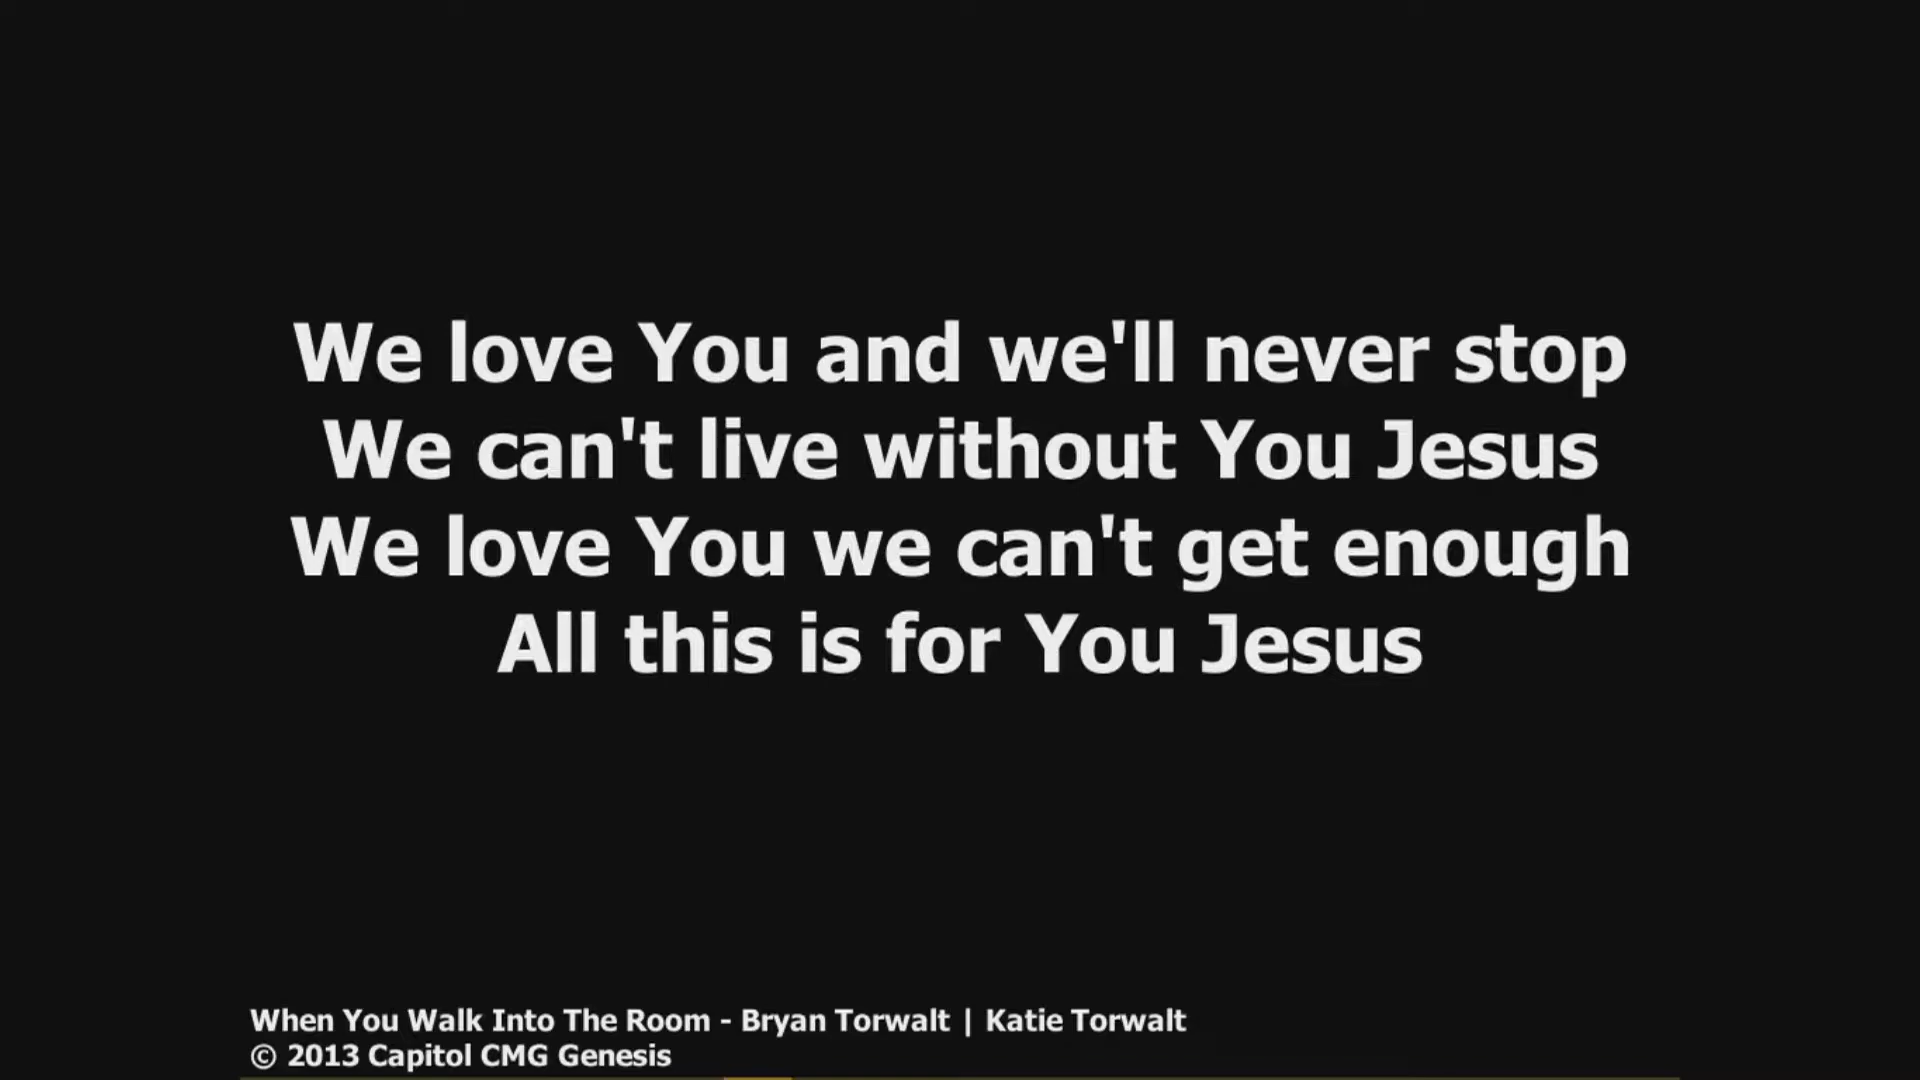 We love You and we'll never stop
We can't live without You Jesus
We love You we can't get enough
All this is for You Jesus
When You Walk Into The Room - Bryan Torwalt | Katie Torwalt
© 2013 Capitol CMG Genesis